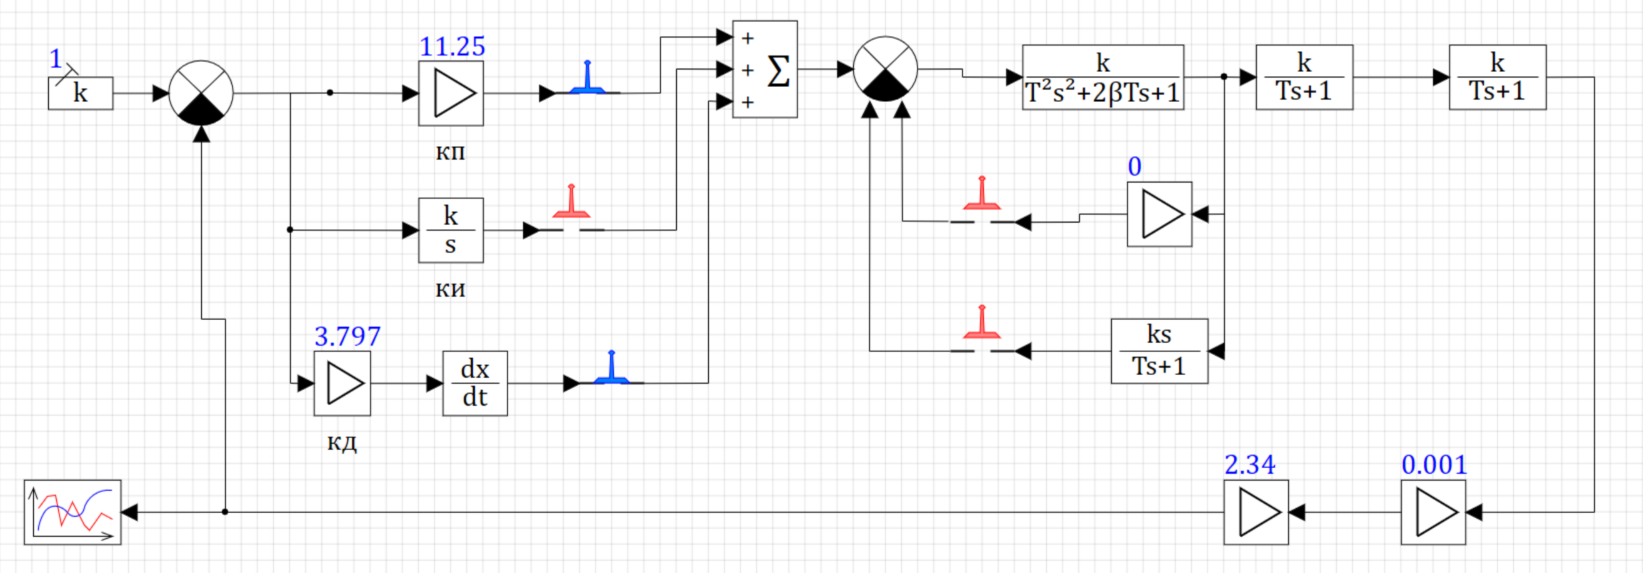 1
k
11.25
кп
k
s
ки
3.797
кд
dx
dt
+
+
+
Σ
k
T²s²+2βTs+1
k
Ts+1
k
Ts+1
0
ks
Ts+1
2.34
0.001